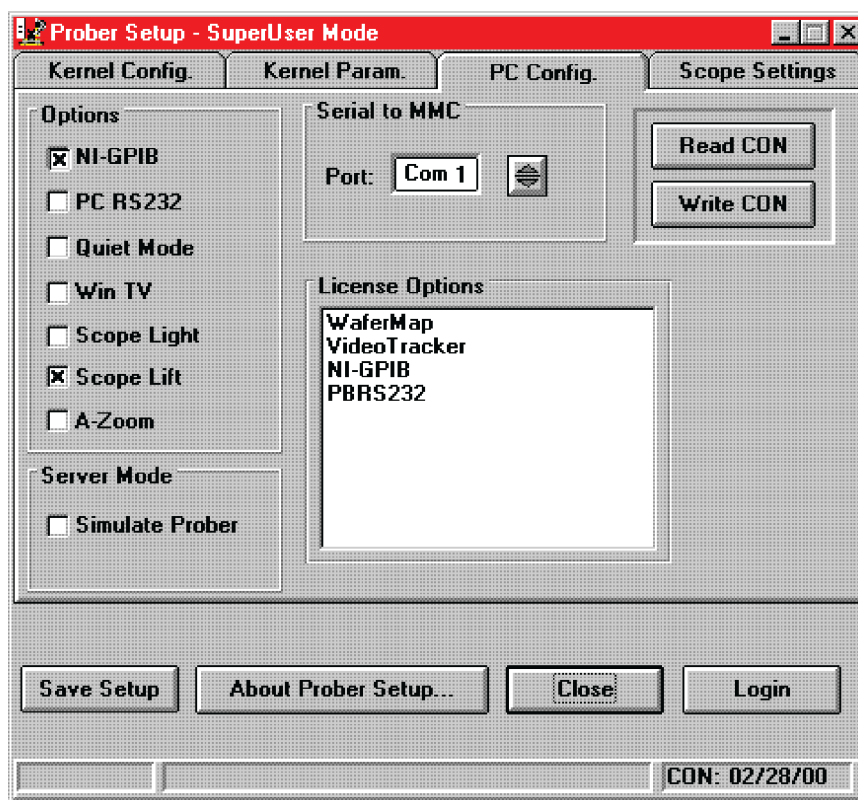 Prober Setup - SuperUser Mode
Kernel Config.
Kernel Param.
PC Config.
Scope Settings
Options
NI-GPIB
PC RS232
Quiet Mode
Win TV
Scope Light
Scope Lift
A-Zoom
Server Mode
Simulate Prober
Serial to MMC
Port: Com 1
Read CON
Write CON
License Options
WaferMap
VideoTracker
NI-GPIB
PBRS232
Save Setup
About Prober Setup...
Close
Login
CON: 02/28/00